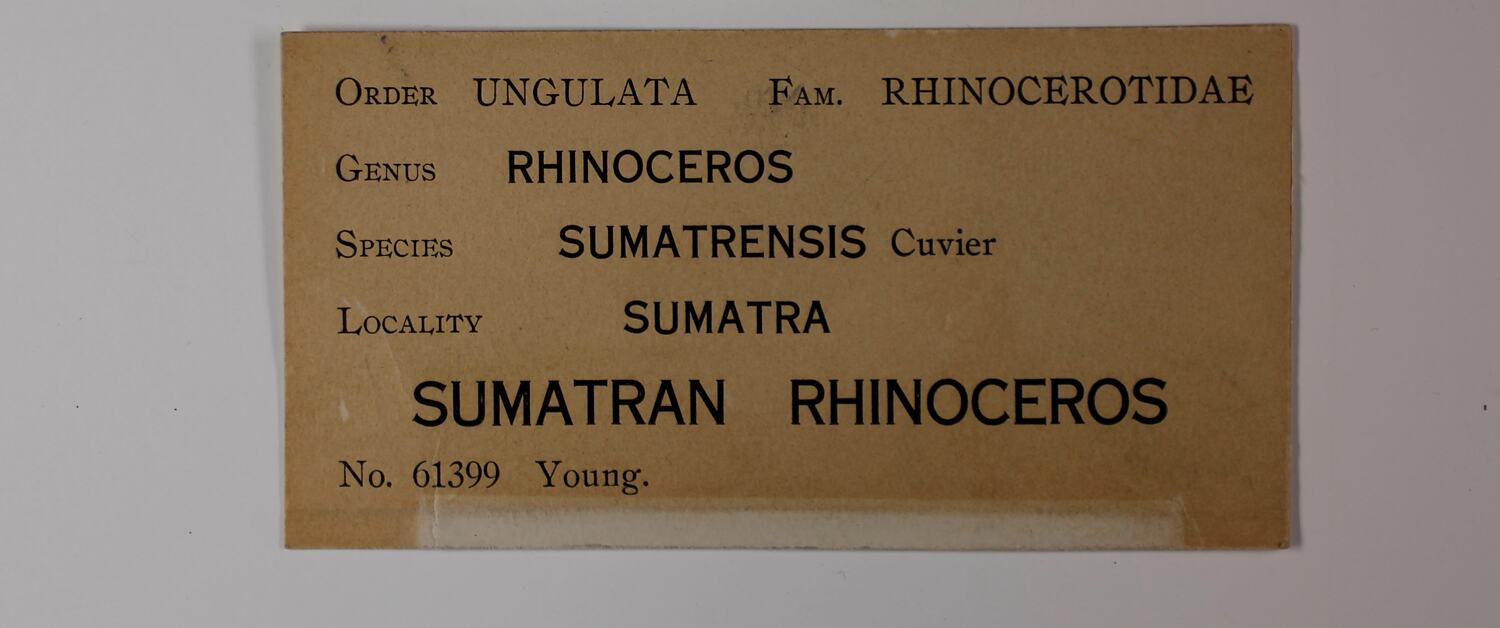 ORDER UNGULATA FAM. RHINOCEROTIDAE
GENUS RHINOCEROS
SPECIES SUMATRENSIS Cuvier
LOCALITY SUMATRA
SUMATRAN RHINOCEROS
No. 61399 Young.